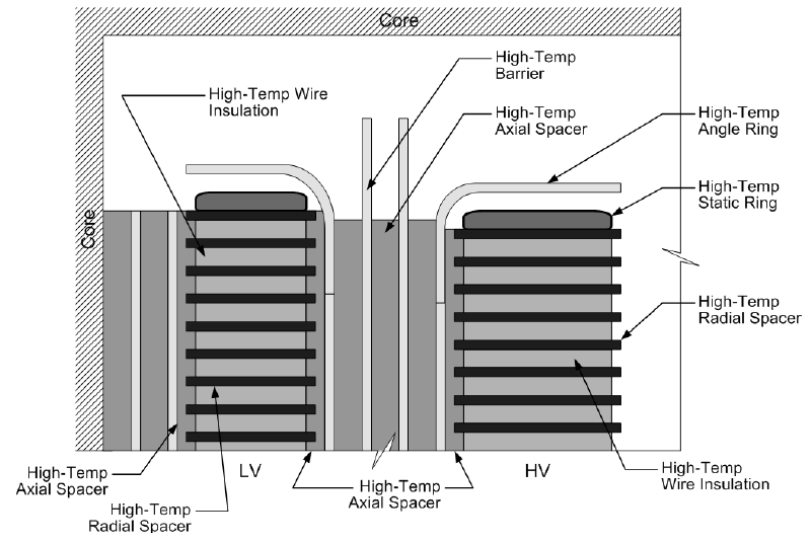 Core
High-Temp
Barrier
High-Temp Wire
Insulation
High-Temp
Axial Spacer
High-Temp
Angle Ring
High-Temp
Static Ring
Core
High-Temp
Radial Spacer
High-Temp
Axial Spacer
LV
High-Temp
Radial Spacer
High-Temp
Axial Spacer
HV
High-Temp
Wire Insulation